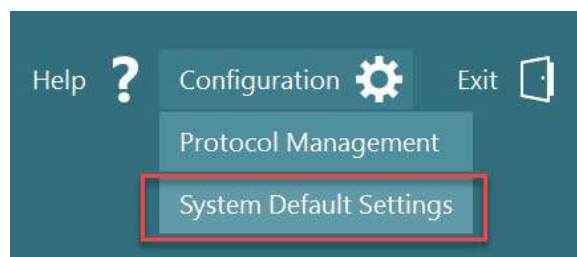 Help ? Configuration Exit
Protocol Management
System Default Settings